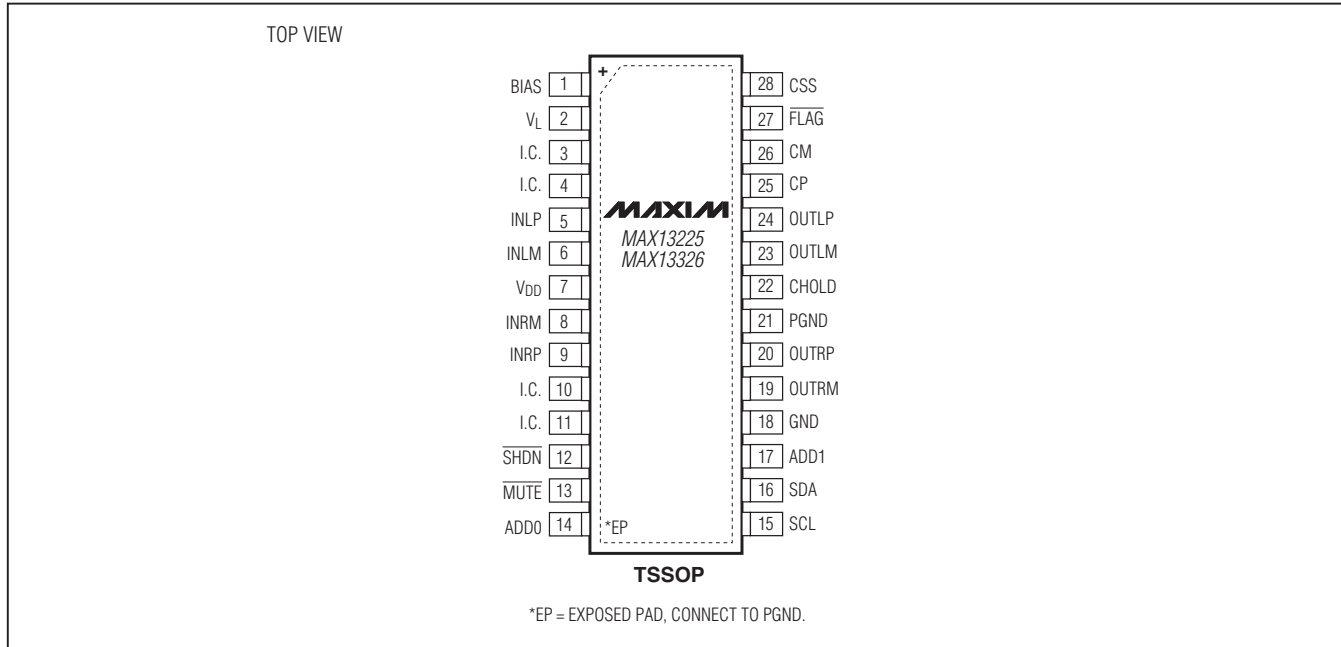 TOP VIEW
BIAS 1 + 28 CSS
VL 2 27 FLAG
I.C. 3 26 CM
I.C. 4 25 CP
INLP 5 MAXIM 24 OUTLP
INLM 6 MAX13225 23 OUTLM
MAX13326
VDD 7 22 CHOLD
INRM 8 21 PGND
INRP 9 20 OUTRP
I.C. 10 19 OUTRM
I.C. 11 18 GND
SHDN 12 17 ADD1
MUTE 13 16 SDA
ADD0 14 *EP 15 SCL
TSSOP
*EP = EXPOSED PAD, CONNECT TO PGND.